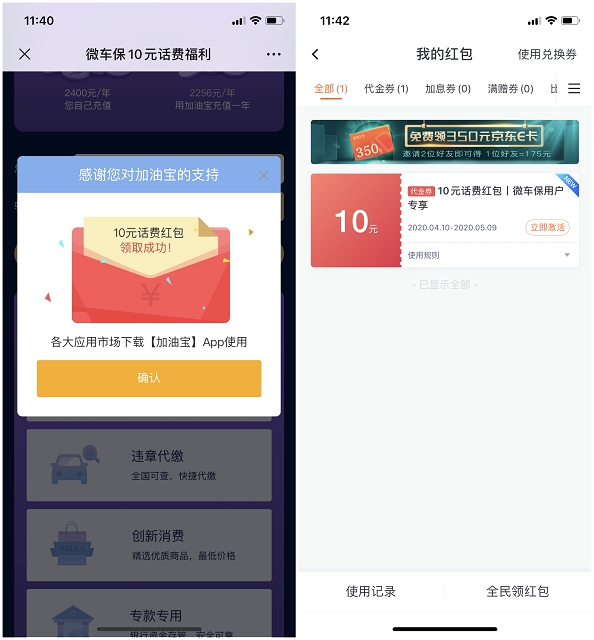 11:40
微车保10元话费福利
2400元/年
2256元/年
您自己充值
用加油宝充值一年
感谢您对加油宝的支持
10元话费红包
领取成功!
¥
各大应用市场下载【加油宝】App使用
确认
违章代缴
全国可查,快捷代缴
创新消费
SALE
精选优质商品,最低价格
专款专用
银行资金存管,安全可靠
11:42
我的红包
使用兑换券
全部(1)
代金券(1)
加息券(0)
满赠券(0)
350
免费领350元京东E卡
邀请2位好友即可得 1位好友=175元
10元
代金券 10元话费红包丨微车保用户
专享
NEW
2020.04.10-2020.05.09
立即激活
使用规则
- 已显示全部 -
使用记录
全民领红包